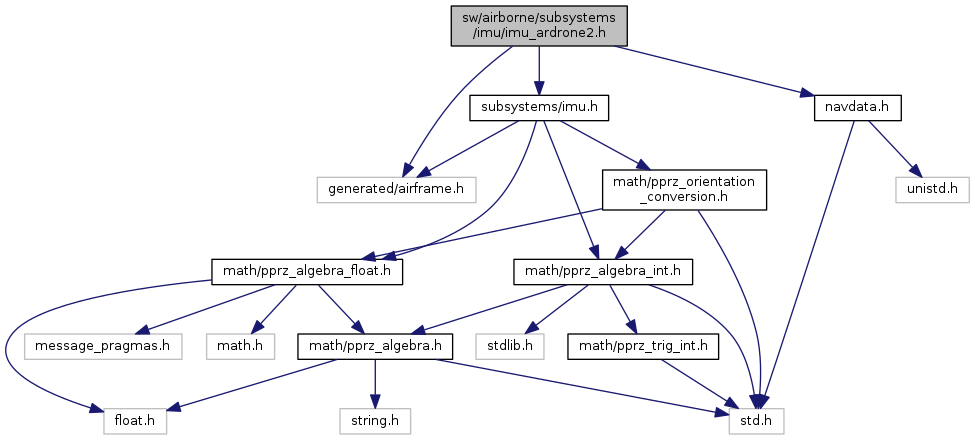 sw/airborne/subsystems
/imu/imu_ardrone2.h
subsystems/imu.h
navdata.h
generated/airframe.h
math/pprz_orientation
_conversion.h
unistd.h
math/pprz_algebra_float.h
math/pprz_algebra_int.h
message_pragmas.h
math.h
math/pprz_algebra.h
stdlib.h
math/pprz_trig_int.h
float.h
string.h
std.h